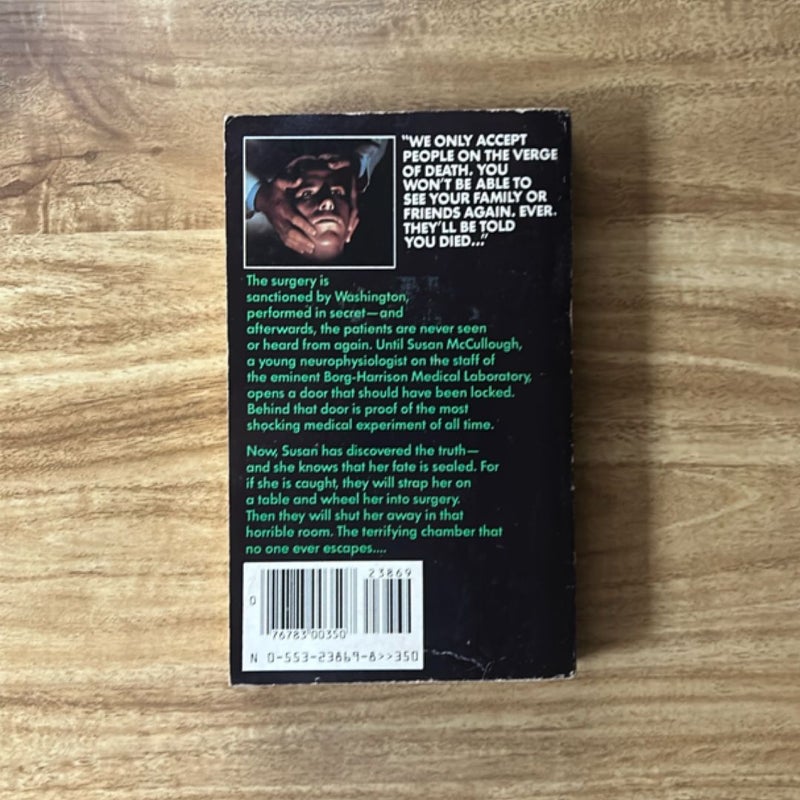 "WE ONLY ACCEPT
PEOPLE ON THE VERGE
OF DEATH. YOU
WON'T BE ABLE TO
SEE YOUR FAMILY OR
FRIENDS AGAIN. EVER.
THEY'LL BE TOLD
YOU DIED..."
The surgery is
sanctioned by Washington,
performed in secret—and
afterwards, the patients are never seen
or heard from again. Until Susan McCullough,
a young neurophysiologist on the staff of
the eminent Borg-Harrison Medical Laboratory,
opens a door that should have been locked.
Behind that door is proof of the most
shocking medical experiment of all time.
Now, Susan has discovered the truth—
and she knows that her fate is sealed. For
if she is caught, they will strap her on
a table and wheel her into surgery.
Then they will shut her away in that
horrible room. The terrifying chamber that
no one ever escapes....
23869
0
76783 00350
N 0-553-23869-8>>350